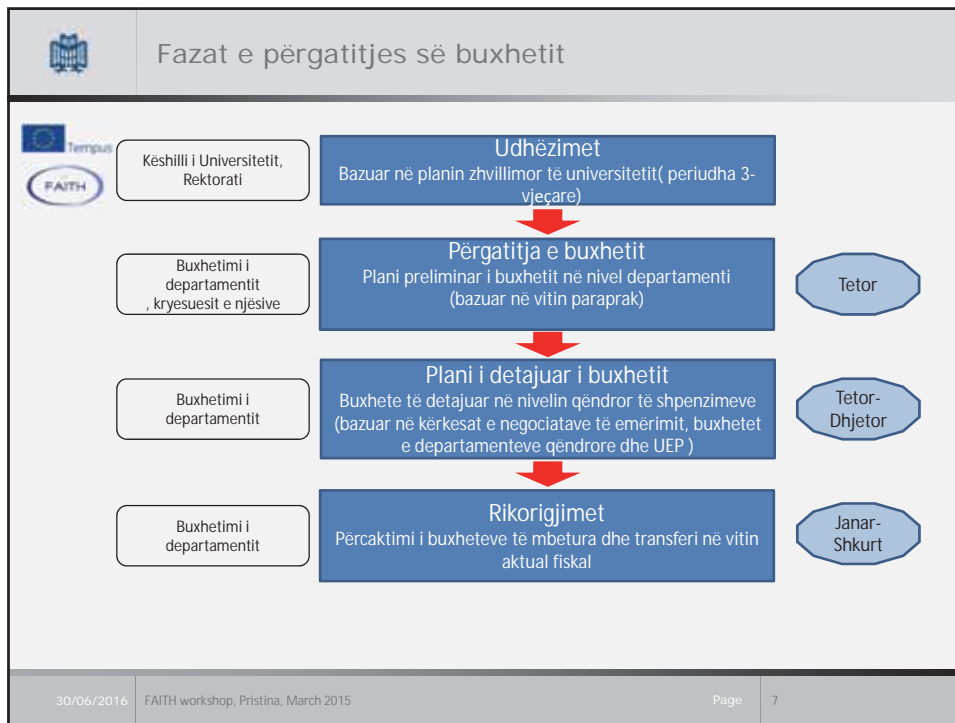 Fazat e përgatitjes së buxhetit
Tempus
FAITH
Këshilli i Universitetit,
Rektorati
Udhëzimet
Bazuar në planin zhvillimor të universitetit( periudha 3-
vjeçare)
Buxhetimi i
departamentit
, kryesuesit e njësive
Përgatitja e buxhetit
Plani preliminar i buxhetit në nivel departamenti
(bazuar në vitin paraprak)
Tetor
Buxhetimi i
departamentit
Plani i detajuar i buxhetit
Buxhete të detajuar në nivelin qëndror të shpenzimeve
(bazuar në kërkesat e negociatave të emërimit, buxhetet
e departamenteve qëndrore dhe UEP )
Tetor-
Dhjetor
Buxhetimi i
departamentit
Rikorigjimet
Përcaktimi i buxheteve të mbetura dhe transferi në vitin
aktual fiskal
Janar-
Shkurt
30/06/2016 FAITH workshop, Pristina, March 2015 Page 7